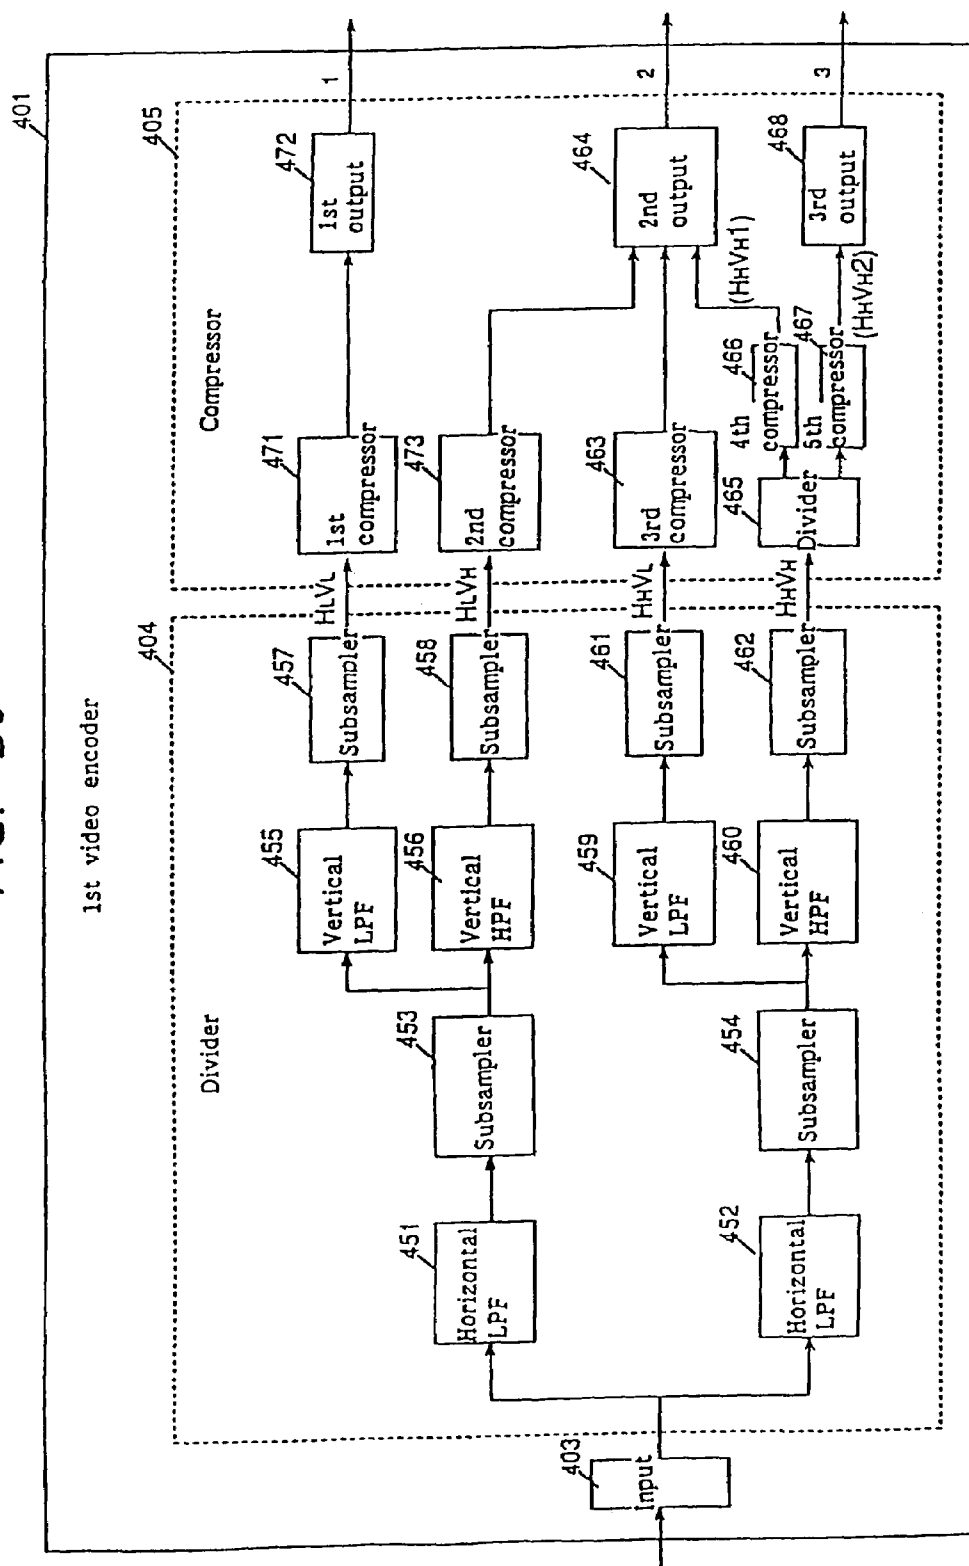 401
1st video encoder
403
Input
404
Divider
451
Horizontal
LPF
453
Subsampler
455
Vertical
LPF
457
Subsampler
HLVL
456
Vertical
HPF
458
Subsampler
HLVH
452
Horizontal
LPF
454
Subsampler
459
Vertical
LPF
461
Subsampler
HHVL
460
Vertical
HPF
462
Subsampler
HHVH
405
Compressor
471
1st
compressor
472
1st
output
1
473
2nd
compressor
463
3rd
compressor
464
2nd
output
2
465
Divider
466
4th
compressor
(HHVH1)
467
5th
compressor
(HHVH2)
468
3rd
output
3